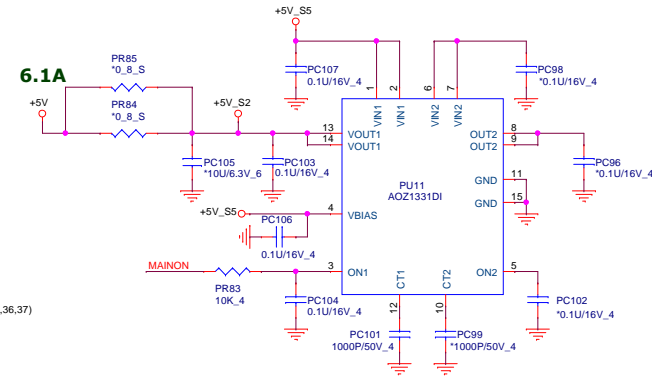 +5V_S5
PR85
*0_8_S
6.1A
+5V
PR84
*0_8_S
+5V_S2
PC107
0.1U/16V_4
PC98
*0.1U/16V_4
1
2
6
7
VIN1
VIN1
VIN2
VIN2
13
VOUT1
14
VOUT1
8
OUT2
9
OUT2
PC105
*10U/6.3V_6
PC103
0.1U/16V_4
PC96
*0.1U/16V_4
PU11
AOZ1331DI
11
GND
15
GND
+5V_S5
4
VBIAS
PC106
0.1U/16V_4
MAINON
PR83
10K_4
3
ON1
5
ON2
CT1
CT2
12
10
PC104
0.1U/16V_4
PC102
*0.1U/16V_4
,36,37)
PC101
1000P/50V_4
PC99
*1000P/50V_4